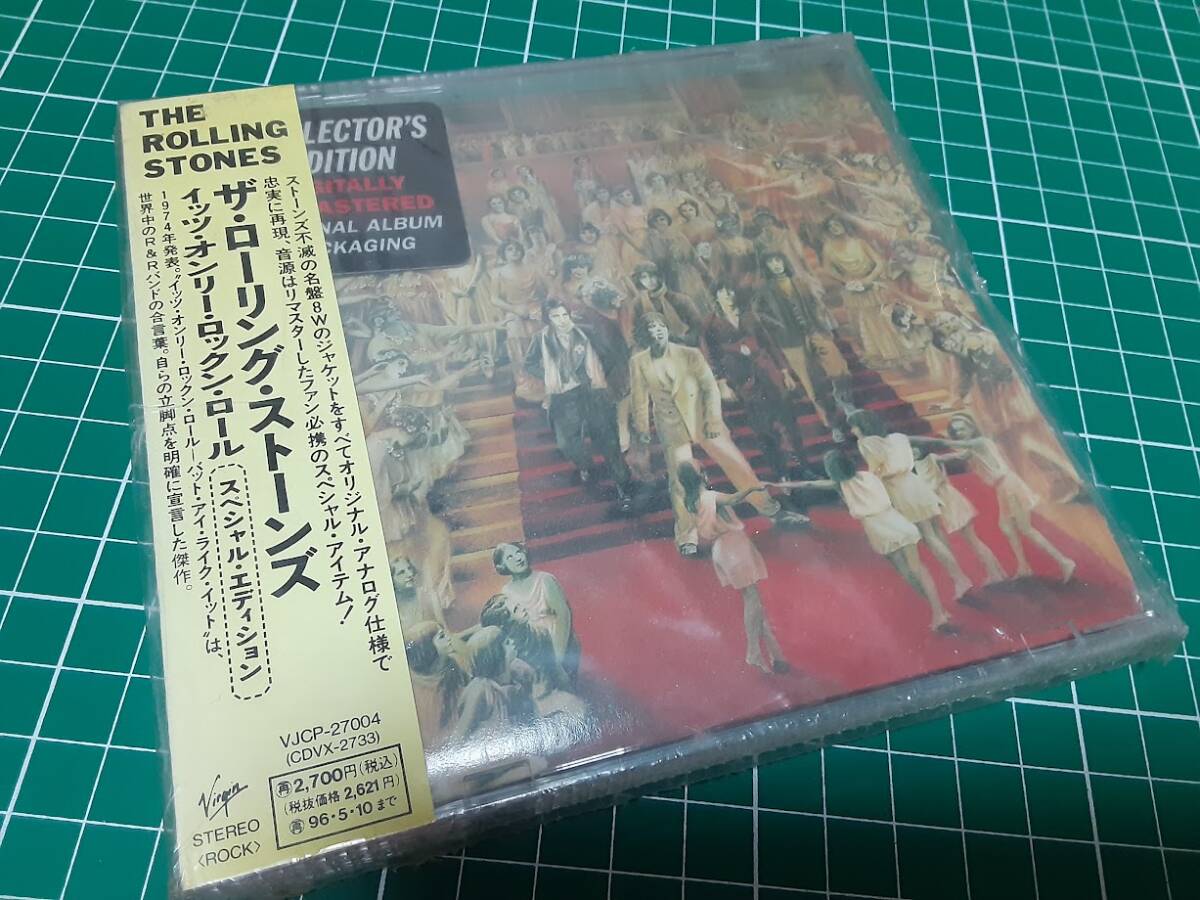 THE
ROLLING
STONES
ストーンズ不滅の名盤8Wのジャケットをすべてオリジナル・アナログ仕様で
忠実に再現、音源はリマスターしたファン必携のスペシャル・アイテム!
ザ・ローリング・ストーンズ
イッツ・オンリー・ロックン・ロール
スペシャル・エディション
1974年発表。"イッツ・オンリー・ロックン・ロール―バット・アイ・ライク・イット"は、
世界中のR&Rバンドの合言葉。自らの立脚点を明確に宣言した傑作。
VJCP-27004
(CDVX-2733)
再2,700円(税込)
(税抜価格2,621円)
再96・5・10まで
Virgin
STEREO
〈ROCK〉
LECTOR'S
DITION
GITALLY
ASTERED
NAL ALBUM
CKAGING